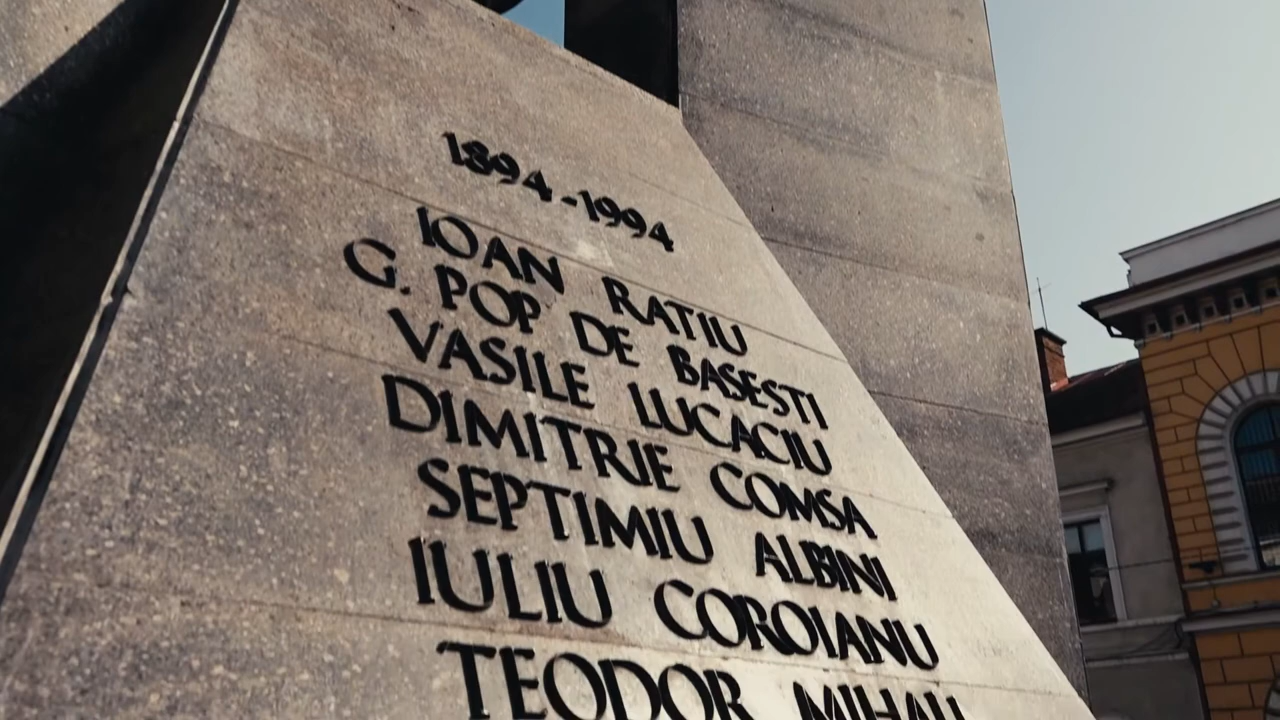 1894-1994
IOAN RATIU
G. POP DE BASESTI
VASILE LUCACIU
DIMITRIE COMSA
SEPTIMIU ALBINI
IULIU COROIANU
TEODOR MIHALI